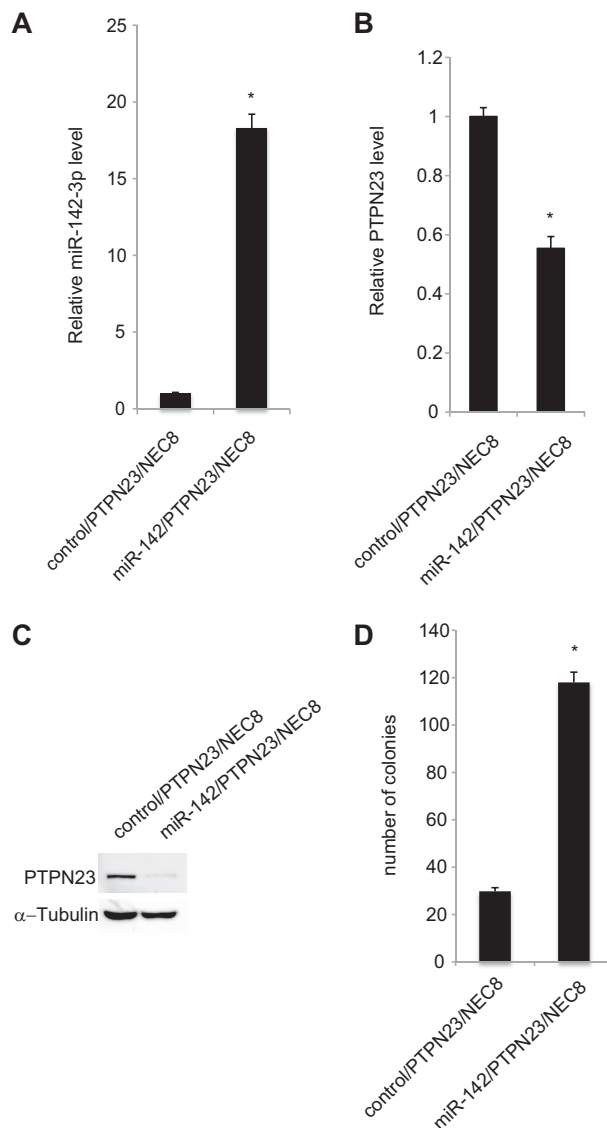 A
Relative miR-142-3p level
25
20
15
10
5
0
*
control/PTPN23/NEC8
miR-142/PTPN23/NEC8
B
Relative PTPN23 level
1.2
1
0.8
0.6
0.4
0.2
0
*
control/PTPN23/NEC8
miR-142/PTPN23/NEC8
C
control/PTPN23/NEC8
miR-142/PTPN23/NEC8
PTPN23
α–Tubulin
D
number of colonies
140
120
100
80
60
40
20
0
*
control/PTPN23/NEC8
miR-142/PTPN23/NEC8